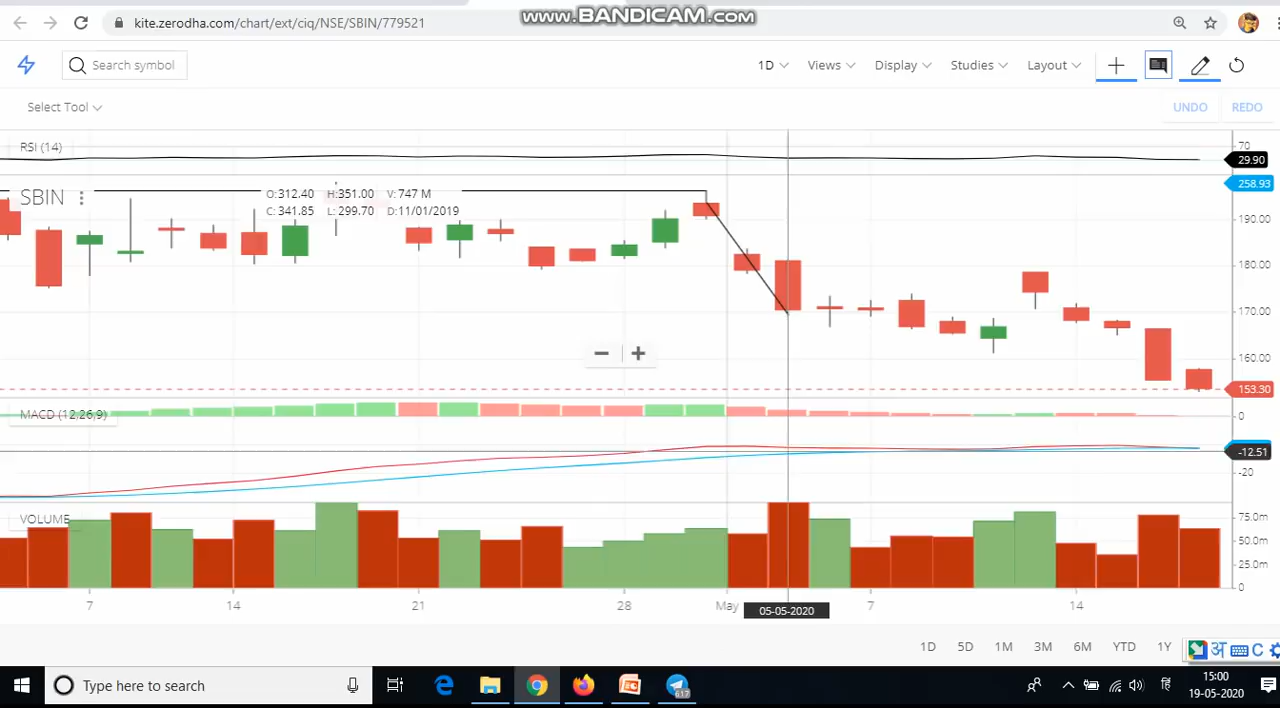 www.BANDICAM.com
kite.zerodha.com/chart/ext/ciq/NSE/SBIN/779521
Search symbol
1D Views Display Studies Layout
Select Tool
UNDO REDO
RSI (14)
70
29.90
258.93
SBIN
O:312.40 H:351.00 V:747 M
C:341.85 L: 299.70 D:11/01/2019
190.00
180.00
170.00
160.00
153.30
MACD (12,26,9)
0
-12.51
-20
VOLUME
75.0m
50.0m
25.0m
0
7 14 21 28 May 05-05-2020 7 14
1D 5D 1M 3M 6M YTD 1Y
अ C
Type here to search
617
हि
15:00
19-05-2020